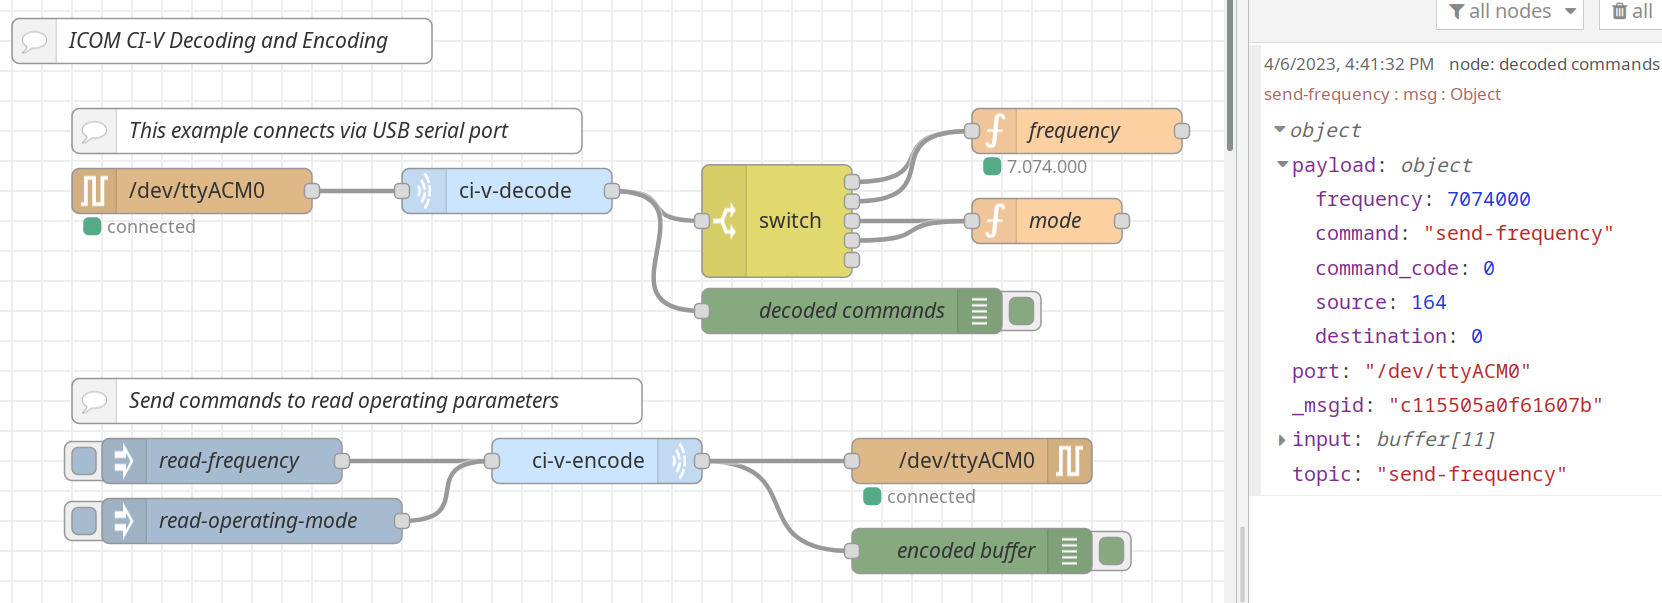 ICOM CI-V Decoding and Encoding
This example connects via USB serial port
/dev/ttyACM0
connected
ci-v-decode
switch
frequency
7.074.000
mode
decoded commands
Send commands to read operating parameters
read-frequency
read-operating-mode
ci-v-encode
/dev/ttyACM0
connected
encoded buffer
all nodes
all
4/6/2023, 4:41:32 PM node: decoded commands
send-frequency : msg : Object
object
payload: object
frequency: 7074000
command: "send-frequency"
command_code: 0
source: 164
destination: 0
port: "/dev/ttyACM0"
_msgid: "c115505a0f61607b"
input: buffer[11]
topic: "send-frequency"